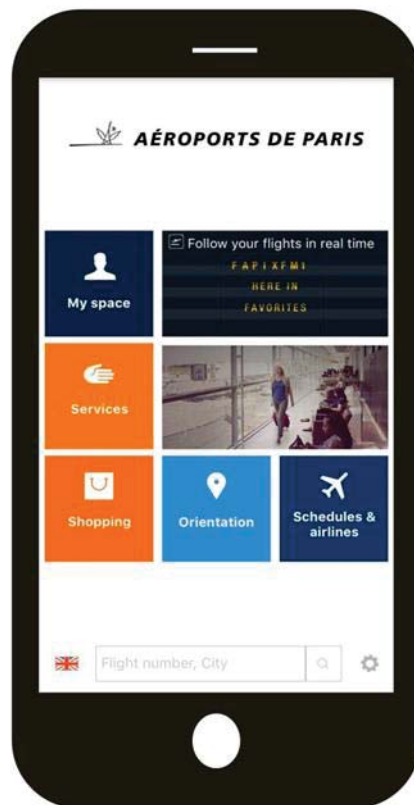 AÉROPORTS DE PARIS
My space
Follow your flights in real time
FAPIXFM1
HERE IN
FAVORITES
Services
Shopping
Orientation
Schedules &
airlines
Flight number, City